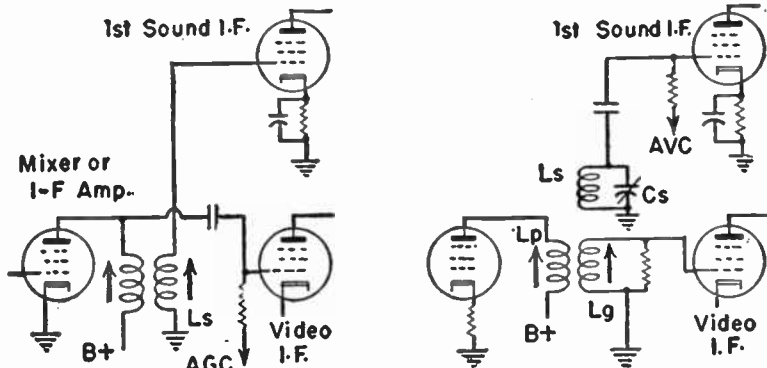 1st Sound I.F.
Mixer or
I-F Amp.
B+
Ls
AGC
Video
I.F.
1st Sound I.F.
AVC
Ls
Cs
Lp
Lg
B+
Video
I.F.